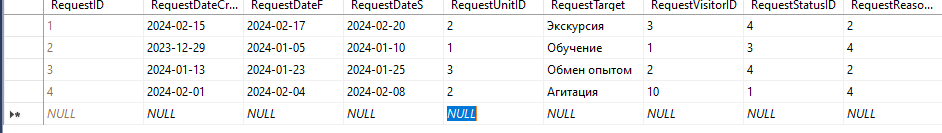 RequestID RequestDateCr... RequestDateF RequestDateS RequestUnitID RequestTarget RequestVisitorID RequestStatusID RequestReaso...
1 2024-02-15 2024-02-17 2024-02-20 2 Экскурсия 3 4 2
2 2023-12-29 2024-01-05 2024-01-10 1 Обучение 1 3 4
3 2024-01-13 2024-01-23 2024-01-25 3 Обмен опытом 2 4 2
4 2024-02-01 2024-02-04 2024-02-08 2 Агитация 10 1 4
NULL NULL NULL NULL NULL NULL NULL NULL NULL